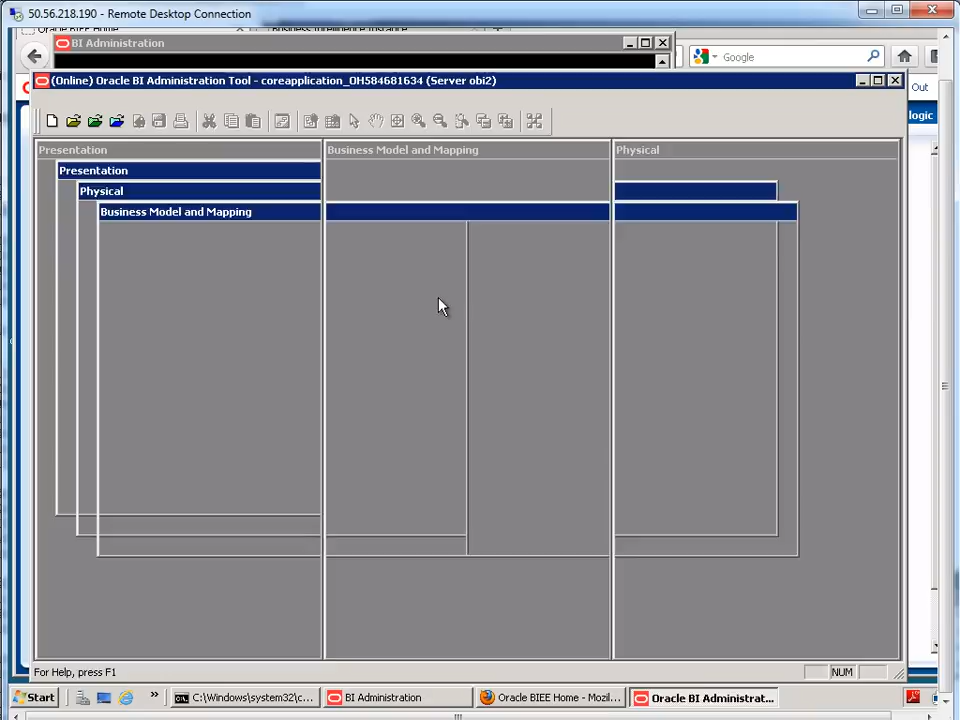 50.56.218.190 - Remote Desktop Connection
BI Administration
Google
Out
logic
(Online) Oracle BI Administration Tool - coreapplication_OH584681634 (Server obi2)
Presentation
Business Model and Mapping
Physical
Presentation
Physical
Business Model and Mapping
For Help, press F1
NUM
Start
»
C:\Windows\system32\c...
BI Administration
Oracle BIEE Home - Mozil...
Oracle BI Administrat...